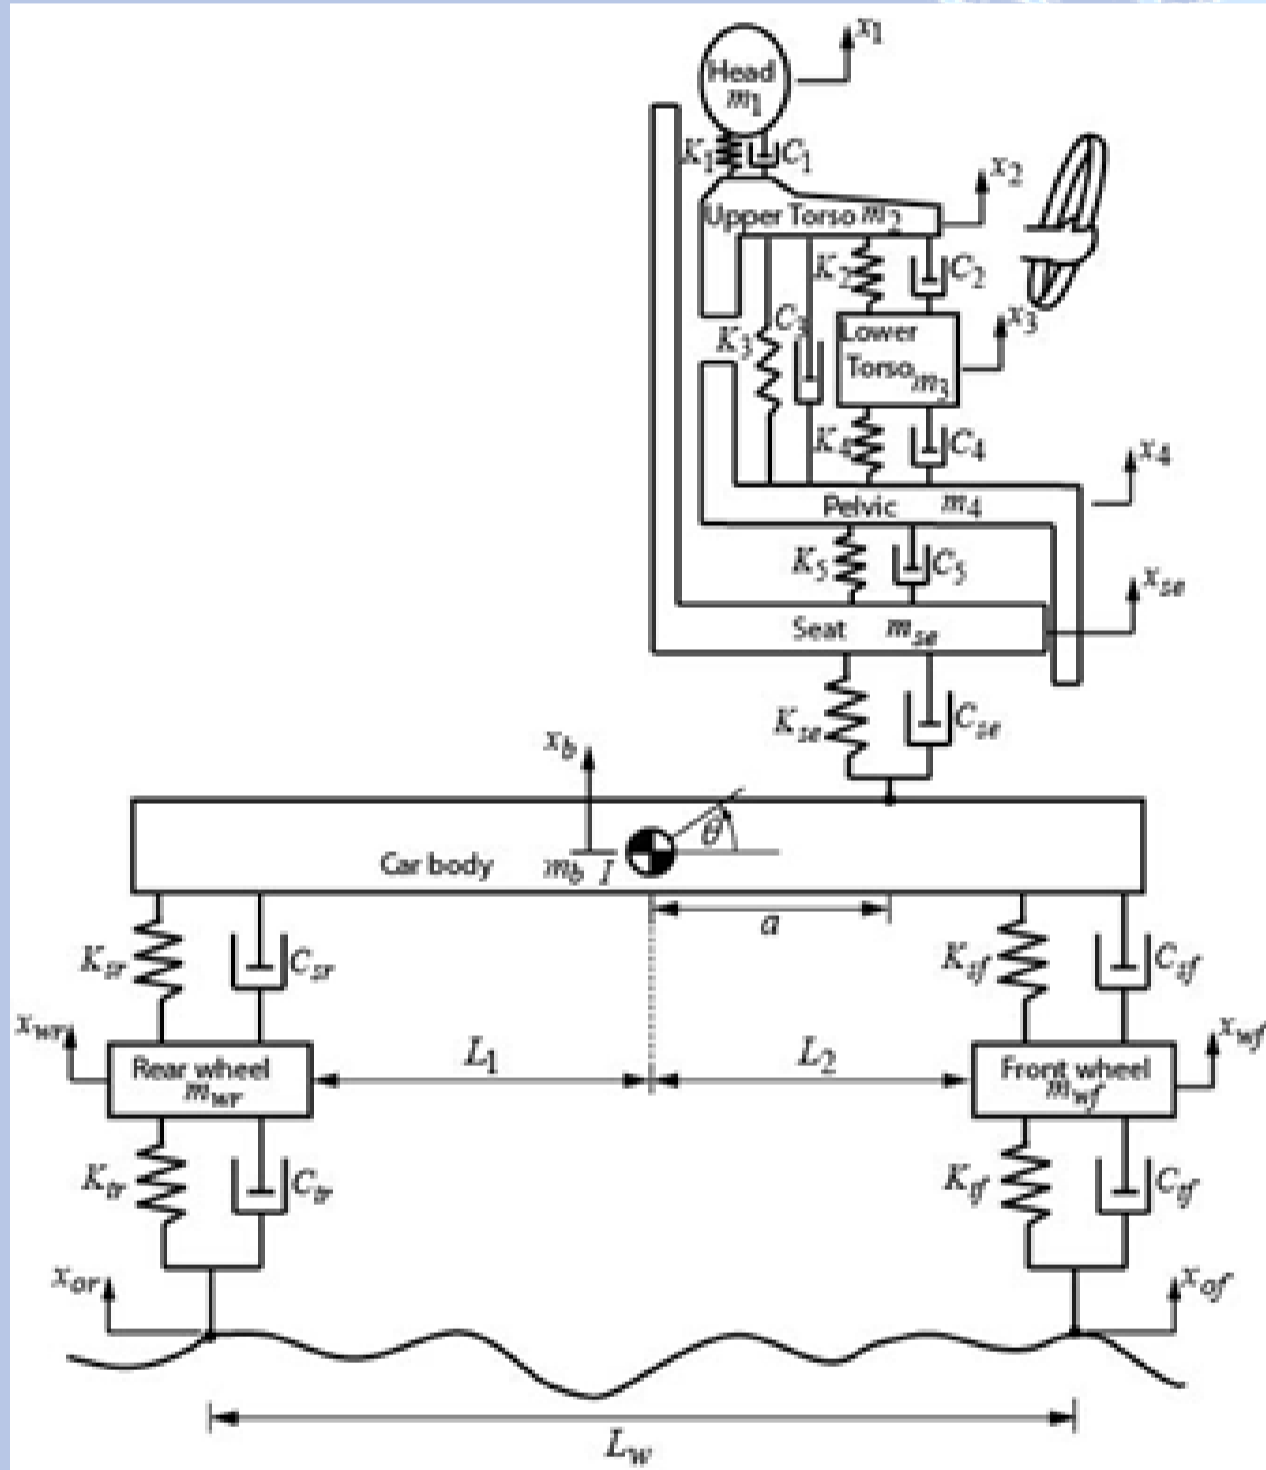 x1
Head
m1
K1
C1
x2
Upper Torso m2
K2
C2
x3
C3
K3
Lower
Torso m3
K4
C4
x4
Pelvic m4
K5
C5
xse
Seat mse
Kse
Cse
xb
θ
Car body mb I
a
Ksr
Csr
Ksf
Csf
xwr
xwf
L1
L2
Rear wheel
mwr
Front wheel
mwf
Ktr
Ctr
Ktf
Ctf
xor
xof
Lw